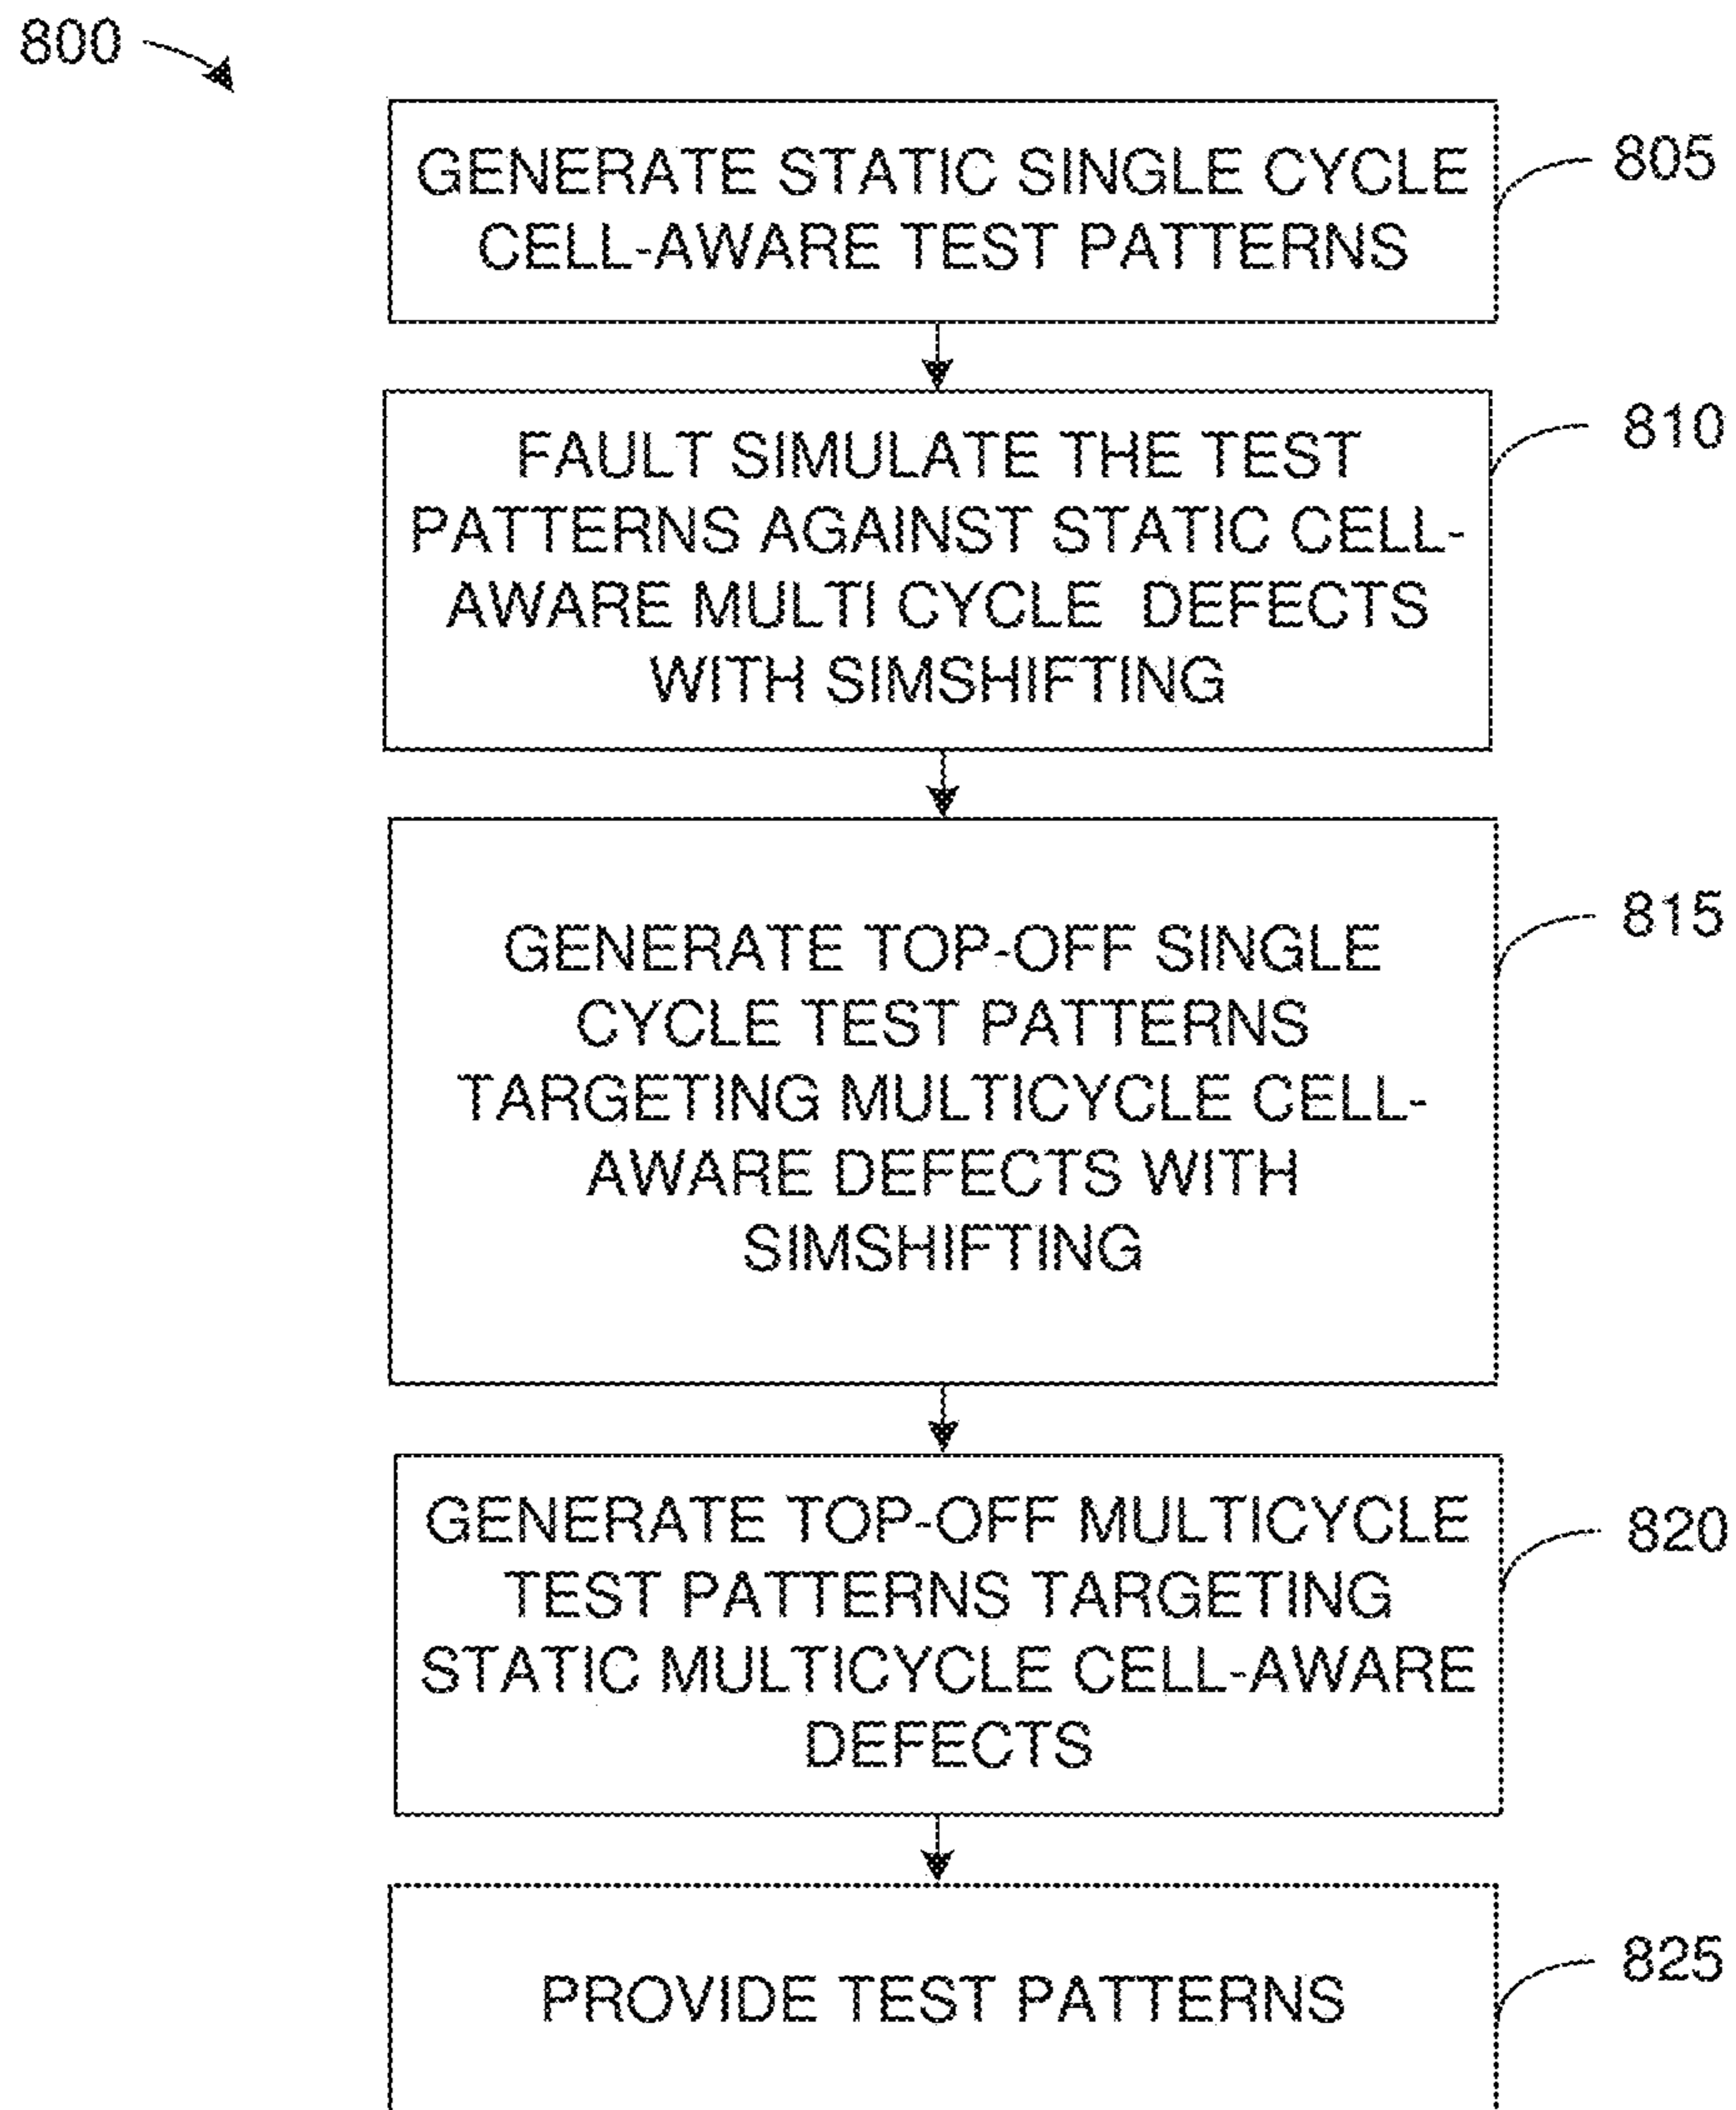 800
GENERATE STATIC SINGLE CYCLE
CELL-AWARE TEST PATTERNS
805
FAULT SIMULATE THE TEST
PATTERNS AGAINST STATIC CELL-
AWARE MULTI CYCLE DEFECTS
WITH SIMSHIFTING
810
GENERATE TOP-OFF SINGLE
CYCLE TEST PATTERNS
TARGETING MULTICYCLE CELL-
AWARE DEFECTS WITH
SIMSHIFTING
815
GENERATE TOP-OFF MULTICYCLE
TEST PATTERNS TARGETING
STATIC MULTICYCLE CELL-AWARE
DEFECTS
820
PROVIDE TEST PATTERNS
825